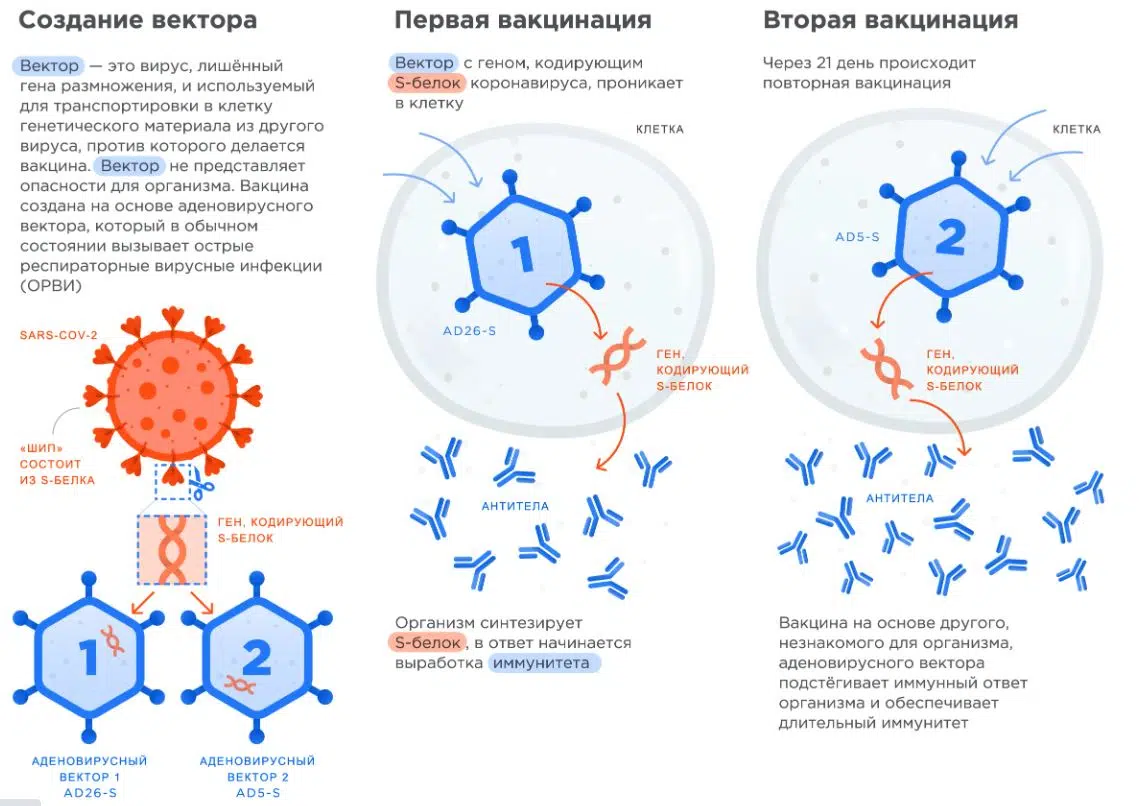 Создание вектора
Вектор — это вирус, лишённый
гена размножения, и используемый
для транспортировки в клетку
генетического материала из другого
вируса, против которого делается
вакцина. Вектор не представляет
опасности для организма. Вакцина
создана на основе аденовирусного
вектора, который в обычном
состоянии вызывает острые
респираторные вирусные инфекции
(ОРВИ)
SARS-COV-2
«ШИП»
СОСТОИТ
ИЗ S-БЕЛКА
ГЕН, КОДИРУЮЩИЙ
S-БЕЛОК
1
2
АДЕНОВИРУСНЫЙ
ВЕКТОР 1
AD26-S
АДЕНОВИРУСНЫЙ
ВЕКТОР 2
AD5-S
Первая вакцинация
Вектор с геном, кодирующим
S-белок коронавируса, проникает
в клетку
КЛЕТКА
1
AD26-S
ГЕН,
КОДИРУЮЩИЙ
S-БЕЛОК
АНТИТЕЛА
Организм синтезирует
S-белок, в ответ начинается
выработка иммунитета
Вторая вакцинация
Через 21 день происходит
повторная вакцинация
КЛЕТКА
AD5-S
2
ГЕН,
КОДИРУЮЩИЙ
S-БЕЛОК
АНТИТЕЛА
Вакцина на основе другого,
незнакомого для организма,
аденовирусного вектора
подстёгивает иммунный ответ
организма и обеспечивает
длительный иммунитет